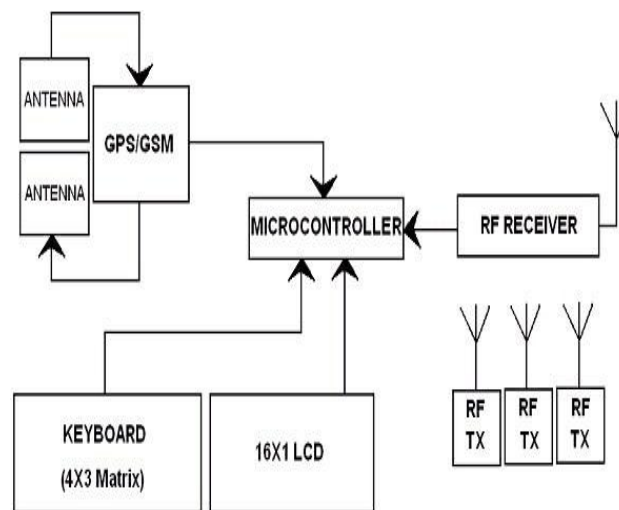 ANTENNA
GPS/GSM
ANTENNA
MICROCONTROLLER
RF RECEIVER
KEYBOARD
(4X3 Matrix)
16X1 LCD
RF
TX
RF
TX
RF
TX